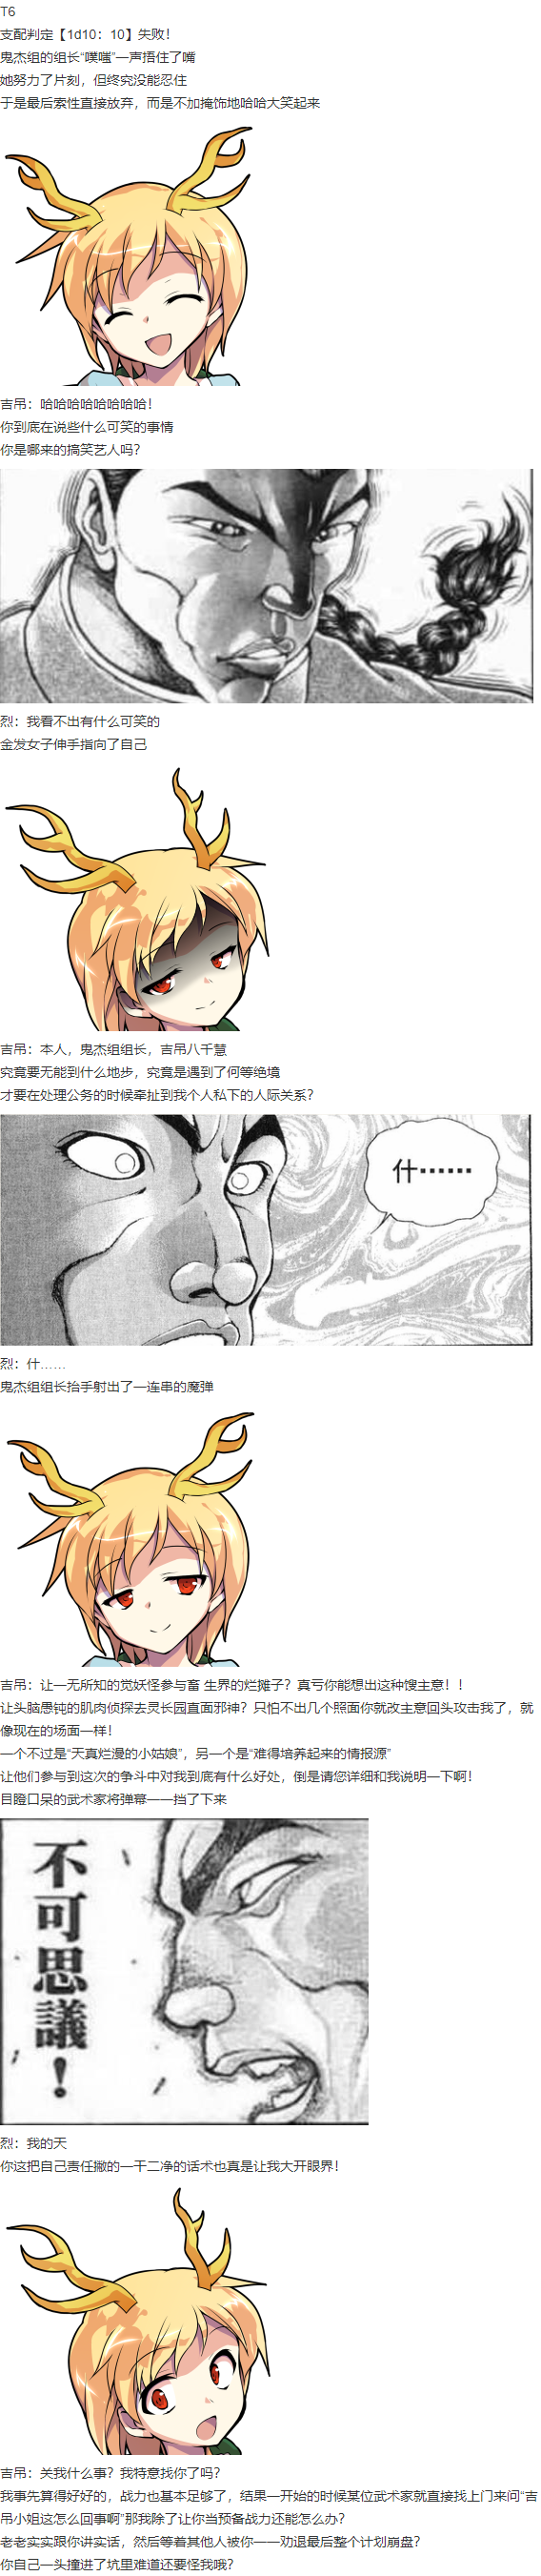 T6
支配判定【1d10：10】失败！
鬼杰组的组长“噗嗤”一声捂住了嘴
她努力了片刻，但终究没能忍住
于是最后索性直接放弃，而是不加掩饰地哈哈大笑起来
吉吊：哈哈哈哈哈哈哈哈！
你到底在说些什么可笑的事情
你是哪来的搞笑艺人吗？
烈：我看不出有什么可笑的
金发女子伸手指向了自己
吉吊：本人，鬼杰组组长，吉吊八千慧
究竟要无能到什么地步，究竟是遇到了何等绝境
才要在处理公务的时候牵扯到我个人私下的人际关系？
什……
烈：什……
鬼杰组组长抬手射出了一连串的魔弹
吉吊：让一无所知的觉妖怪参与畜 生界的烂摊子？真亏你能想出这种馊主意！！
让头脑愚钝的肌肉侦探去灵长园直面邪神？只怕不出几个照面你就改主意回头攻击我了，就
像现在的场面一样！
一个不过是“天真烂漫的小姑娘”，另一个是“难得培养起来的情报源”
让他们参与到这次的争斗中对我到底有什么好处，倒是请您详细和我说明一下啊！
目瞪口呆的武术家将弹幕一一挡了下来
不可思議！
烈：我的天
你这把自己责任撇的一干二净的话术也真是让我大开眼界！
吉吊：关我什么事？我特意找你了吗？
我事先算得好好的，战力也基本足够了，结果一开始的时候某位武术家就直接找上门来问“吉
吊小姐这怎么回事啊”那我除了让你当预备战力还能怎么办？
老老实实跟你讲实话，然后等着其他人被你一一劝退最后整个计划崩盘？
你自己一头撞进了坑里难道还要怪我哦？